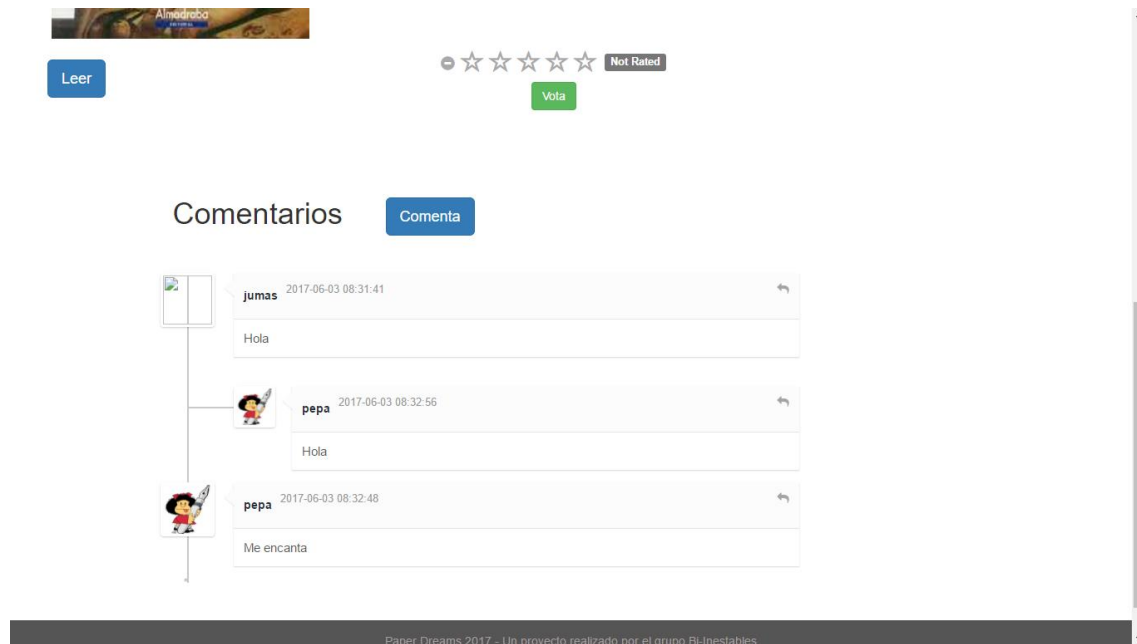 Almadraba
EDITORIAL
Leer
Not Rated
Vota
Comentarios
Comenta
jumas 2017-06-03 08:31:41
Hola
pepa 2017-06-03 08:32:56
Hola
pepa 2017-06-03 08:32:48
Me encanta
Paper Dreams 2017 - Un proyecto realizado por el grupo Bi-Inestables